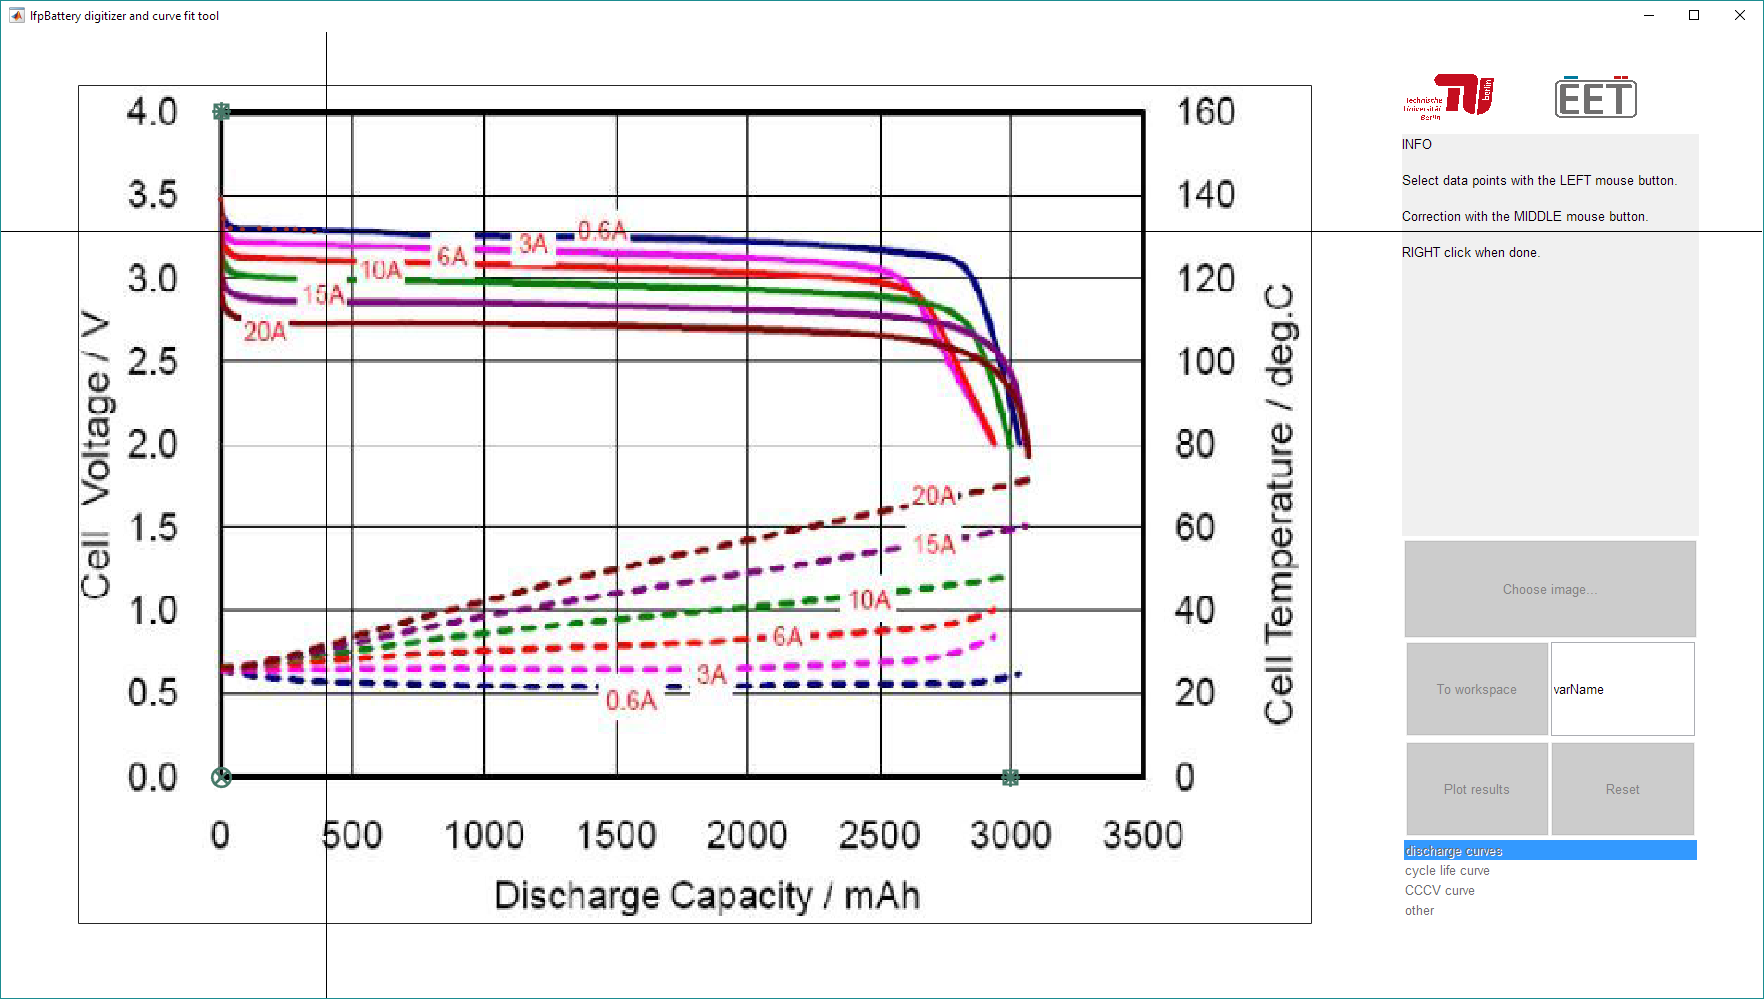 lfpBattery digitizer and curve fit tool
Technische
Universität
Berlin
berlin
EET
INFO
Select data points with the LEFT mouse button.
Correction with the MIDDLE mouse button.
RIGHT click when done.
4.0
3.5
3.0
2.5
2.0
1.5
1.0
0.5
0.0
Cell Voltage / V
160
140
120
100
80
60
40
20
0
Cell Temperature / deg.C
0.6A
3A
6A
10A
15A
20A
20A
15A
10A
6A
3A
0.6A
0 500 1000 1500 2000 2500 3000 3500
Discharge Capacity / mAh
Choose image...
To workspace
varName
Plot results
Reset
discharge curves
cycle life curve
CCCV curve
other